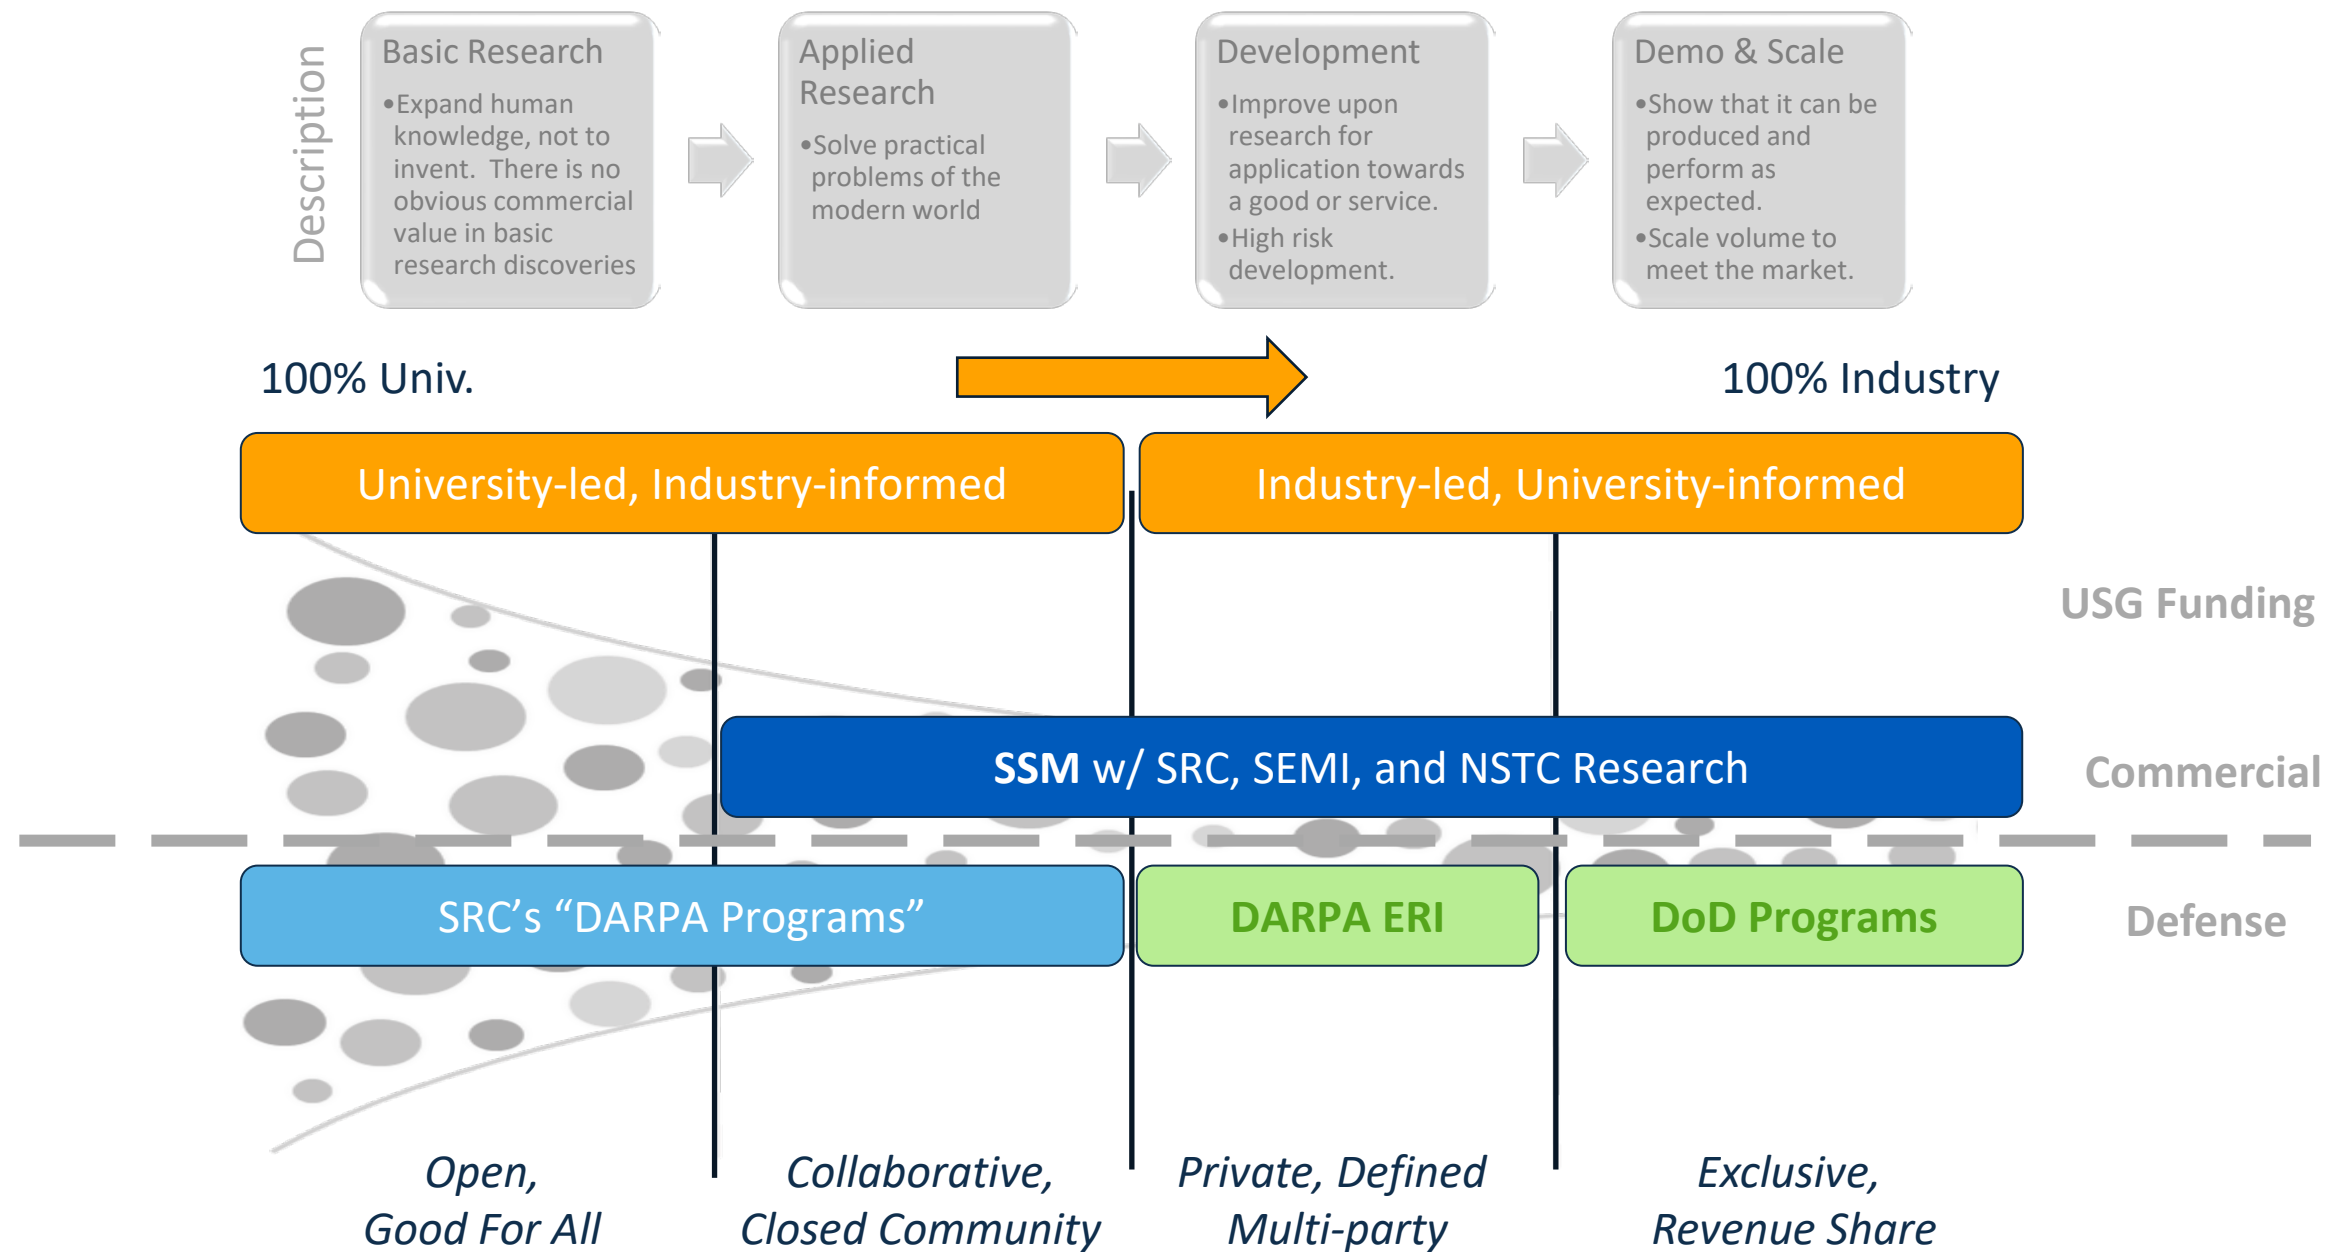 Description
Basic Research
•Expand human
knowledge, not to
invent.  There is no
obvious commercial
value in basic
research discoveries
Applied
Research
•Solve practical
problems of the
modern world
Development
•Improve upon
research for
application towards
a good or service.
•High risk
development.
Demo & Scale
•Show that it can be
produced and
perform as
expected.
•Scale volume to
meet the market.
100% Univ.
100% Industry
University-led, Industry-informed
Industry-led, University-informed
USG Funding
SSM w/ SRC, SEMI, and NSTC Research
Commercial
SRC’s “DARPA Programs”
DARPA ERI
DoD Programs
Defense
Open,
Good For All
Collaborative,
Closed Community
Private, Defined
Multi-party
Exclusive,
Revenue Share